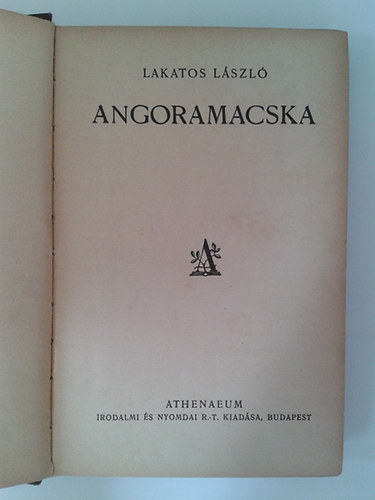 LAKATOS LÁSZLÓ
ANGORAMACSKA
A
ATHENAEUM
IRODALMI ÉS NYOMDAI R.-T. KIADÁSA, BUDAPEST